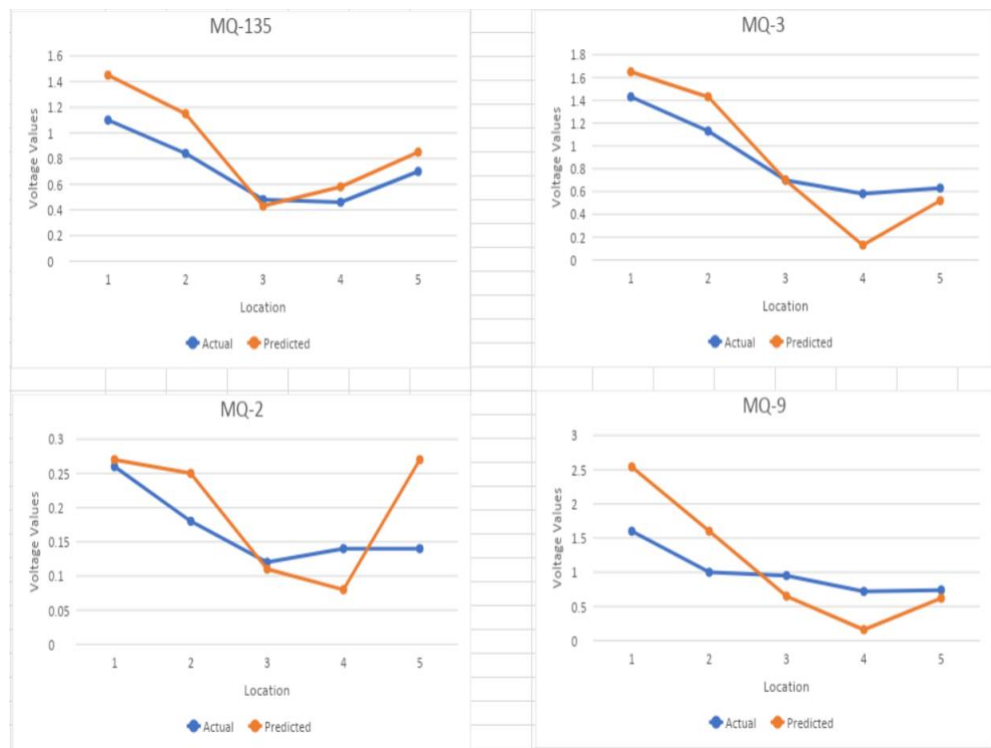 MQ-135
Voltage Values
1.6
1.4
1.2
1
0.8
0.6
0.4
0.2
0
1 2 3 4 5
Location
Actual Predicted
MQ-3
Voltage Values
1.8
1.6
1.4
1.2
1
0.8
0.6
0.4
0.2
0
1 2 3 4 5
Location
Actual Predicted
MQ-2
Voltage Values
0.3
0.25
0.2
0.15
0.1
0.05
0
1 2 3 4 5
Location
Actual Predicted
MQ-9
Voltage Values
3
2.5
2
1.5
1
0.5
0
1 2 3 4 5
Location
Actual Predicted